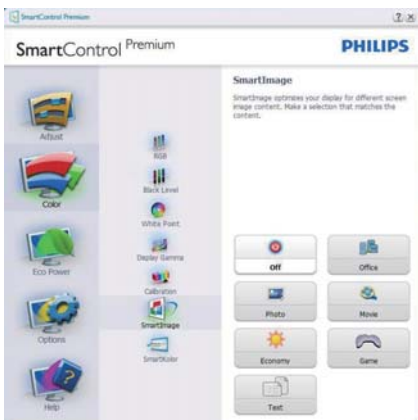 SmartControl Premium
SmartControl Premium
PHILIPS
Adjust
Color
Eco Power
Options
Help
RGB
Black Level
White Point
Display Gamma
Calibration
SmartImage
SmartKolor
SmartImage
SmartImage optimizes your display for different screen
image content. Make a selection that matches the
content.
Off
Office
Photo
Movie
Economy
Game
Text